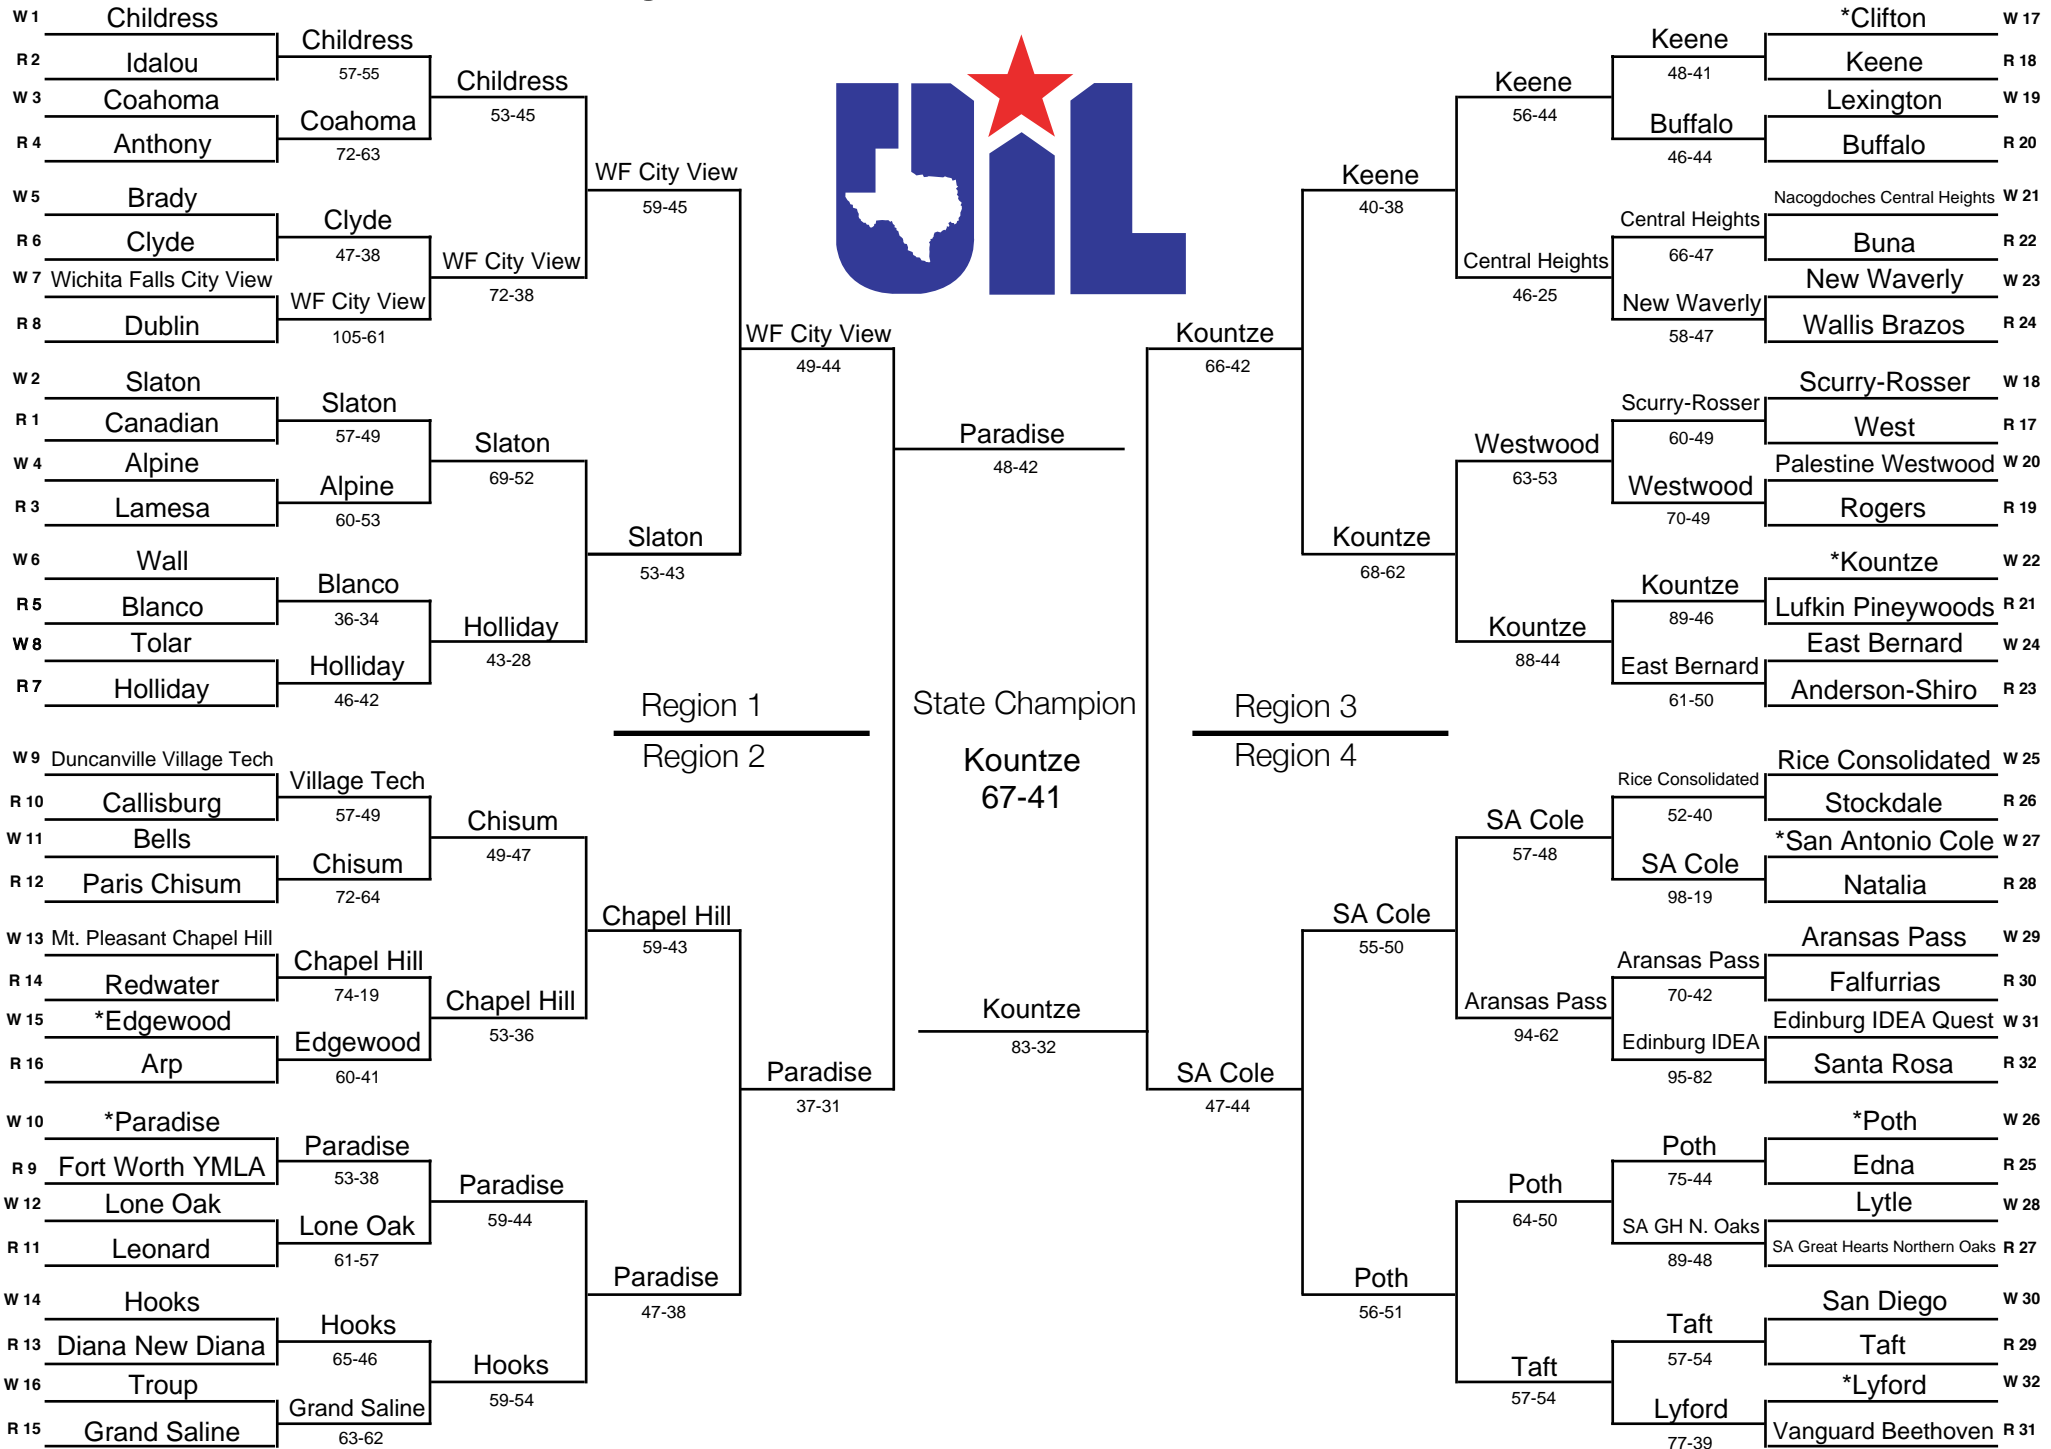 W 1 Childress
R 2 Idalou
W 3 Coahoma
R 4 Anthony
W 5 Brady
R 6 Clyde
W 7 Wichita Falls City View
R 8 Dublin
W 2 Slaton
R 1 Canadian
W 4 Alpine
R 3 Lamesa
W 6 Wall
R 5 Blanco
W 8 Tolar
R 7 Holliday
W 9 Duncanville Village Tech
R 10 Callisburg
W 11 Bells
R 12 Paris Chisum
W 13 Mt. Pleasant Chapel Hill
R 14 Redwater
W 15 *Edgewood
R 16 Arp
W 10 *Paradise
R 9 Fort Worth YMLA
W 12 Lone Oak
R 11 Leonard
W 14 Hooks
R 13 Diana New Diana
W 16 Troup
R 15 Grand Saline
Childress
57-55
Coahoma
72-63
Clyde
47-38
WF City View
105-61
Slaton
57-49
Alpine
60-53
Blanco
36-34
Holliday
46-42
Village Tech
57-49
Chisum
72-64
Chapel Hill
74-19
Edgewood
60-41
Paradise
53-38
Lone Oak
61-57
Hooks
65-46
Grand Saline
63-62
Childress
53-45
WF City View
72-38
Slaton
69-52
Holliday
43-28
Chisum
49-47
Chapel Hill
53-36
Paradise
59-44
Hooks
59-54
WF City View
59-45
Slaton
53-43
Chapel Hill
59-43
Paradise
47-38
WF City View
49-44
Paradise
37-31
Paradise
48-42
UIL
Region 1
Region 2
State Champion
Kountze
67-41
Region 3
Region 4
Kountze
83-32
Kountze
66-42
SA Cole
47-44
Keene
40-38
Kountze
68-62
SA Cole
55-50
Poth
56-51
Keene
56-44
Central Heights
46-25
Westwood
63-53
Kountze
88-44
SA Cole
57-48
Aransas Pass
94-62
Poth
64-50
Taft
57-54
Keene
48-41
Buffalo
46-44
Central Heights
66-47
New Waverly
58-47
Scurry-Rosser
60-49
Westwood
70-49
Kountze
89-46
East Bernard
61-50
Rice Consolidated
52-40
SA Cole
98-19
Aransas Pass
70-42
Edinburg IDEA
95-82
Poth
75-44
SA GH N. Oaks
89-48
Taft
57-54
Lyford
77-39
*Clifton W 17
Keene R 18
Lexington W 19
Buffalo R 20
Nacogdoches Central Heights W 21
Buna R 22
New Waverly W 23
Wallis Brazos R 24
Scurry-Rosser W 18
West R 17
Palestine Westwood W 20
Rogers R 19
*Kountze W 22
Lufkin Pineywoods R 21
East Bernard W 24
Anderson-Shiro R 23
Rice Consolidated W 25
Stockdale R 26
*San Antonio Cole W 27
Natalia R 28
Aransas Pass W 29
Falfurrias R 30
Edinburg IDEA Quest W 31
Santa Rosa R 32
*Poth W 26
Edna R 25
Lytle W 28
SA Great Hearts Northern Oaks R 27
San Diego W 30
Taft R 29
*Lyford W 32
Vanguard Beethoven R 31